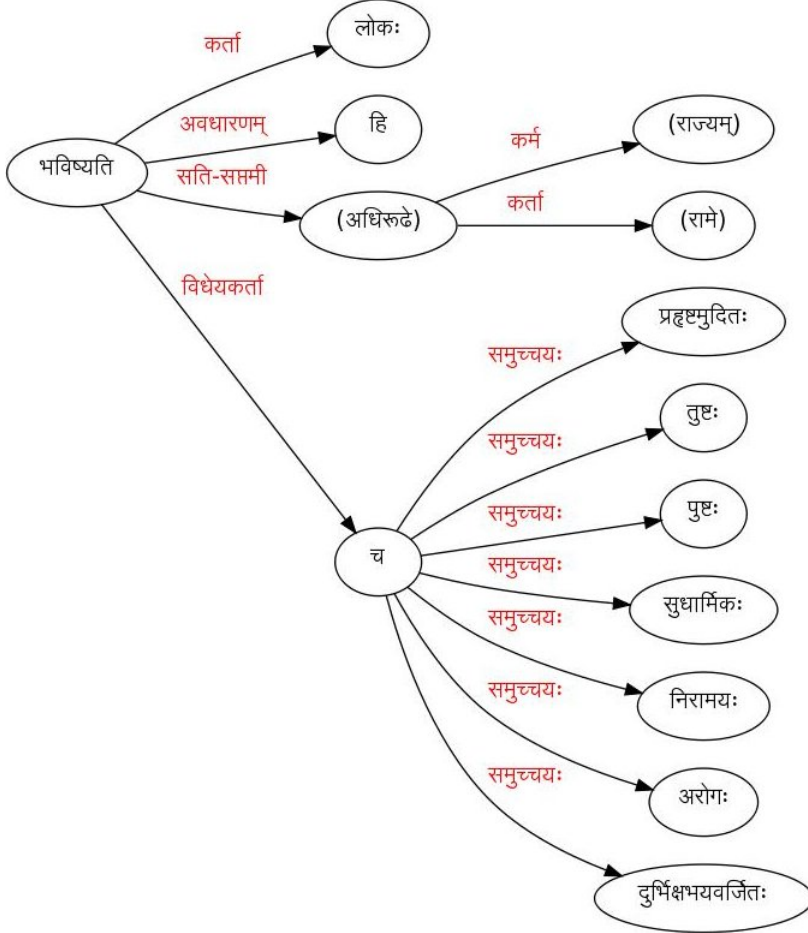 लोकः
कर्ता
अवधारणम्
हि
(राज्यम्)
कर्म
भविष्यति
सति-सप्तमी
(अधिरूढे)
कर्ता
(रामे)
विधेयकर्ता
प्रहृष्टमुदितः
समुच्चयः
तुष्टः
समुच्चयः
पुष्टः
समुच्चयः
च
समुच्चयः
सुधार्मिकः
समुच्चयः
निरामयः
समुच्चयः
अरोगः
समुच्चयः
दुर्भिक्षभयवर्जितः